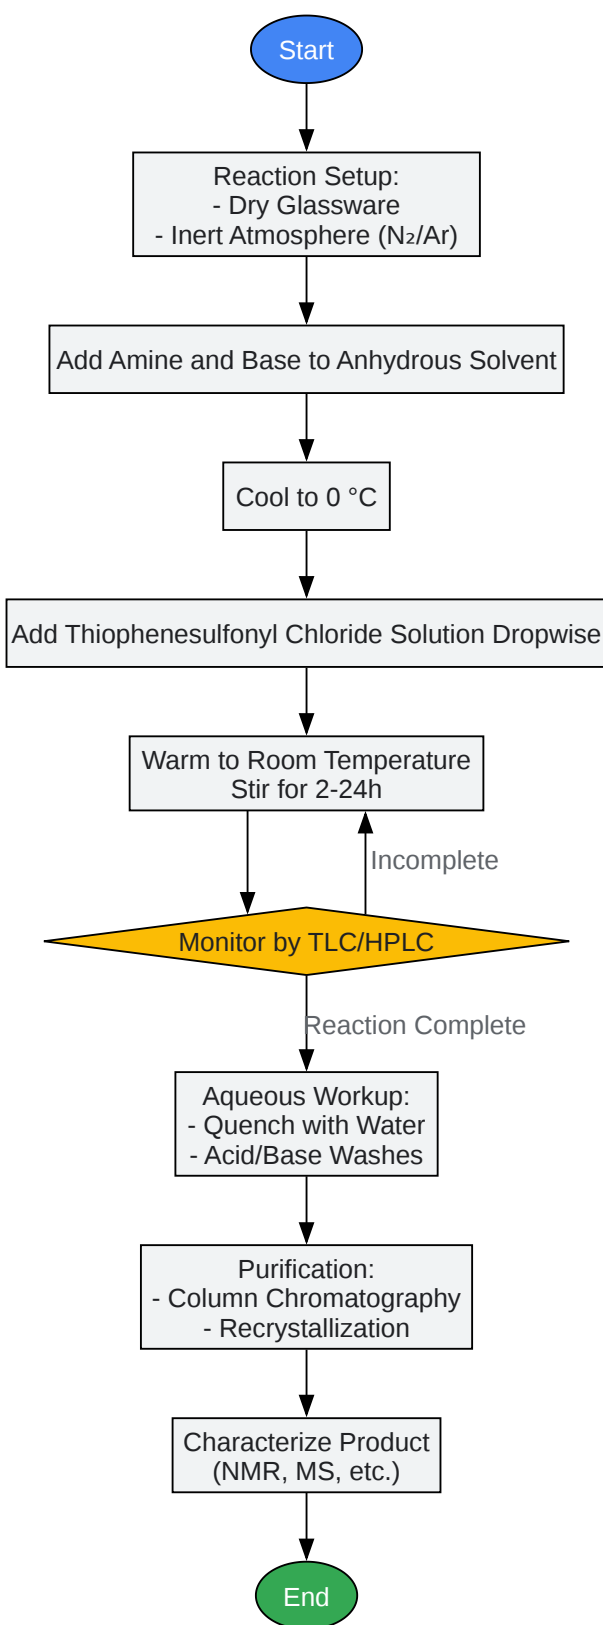 Start
Reaction Setup:
- Dry Glassware
- Inert Atmosphere (N₂/Ar)
Add Amine and Base to Anhydrous Solvent
Cool to 0 °C
Add Thiophenesulfonyl Chloride Solution Dropwise
Warm to Room Temperature
Stir for 2-24h
Incomplete
Monitor by TLC/HPLC
Reaction Complete
Aqueous Workup:
- Quench with Water
- Acid/Base Washes
Purification:
- Column Chromatography
- Recrystallization
Characterize Product
(NMR, MS, etc.)
End